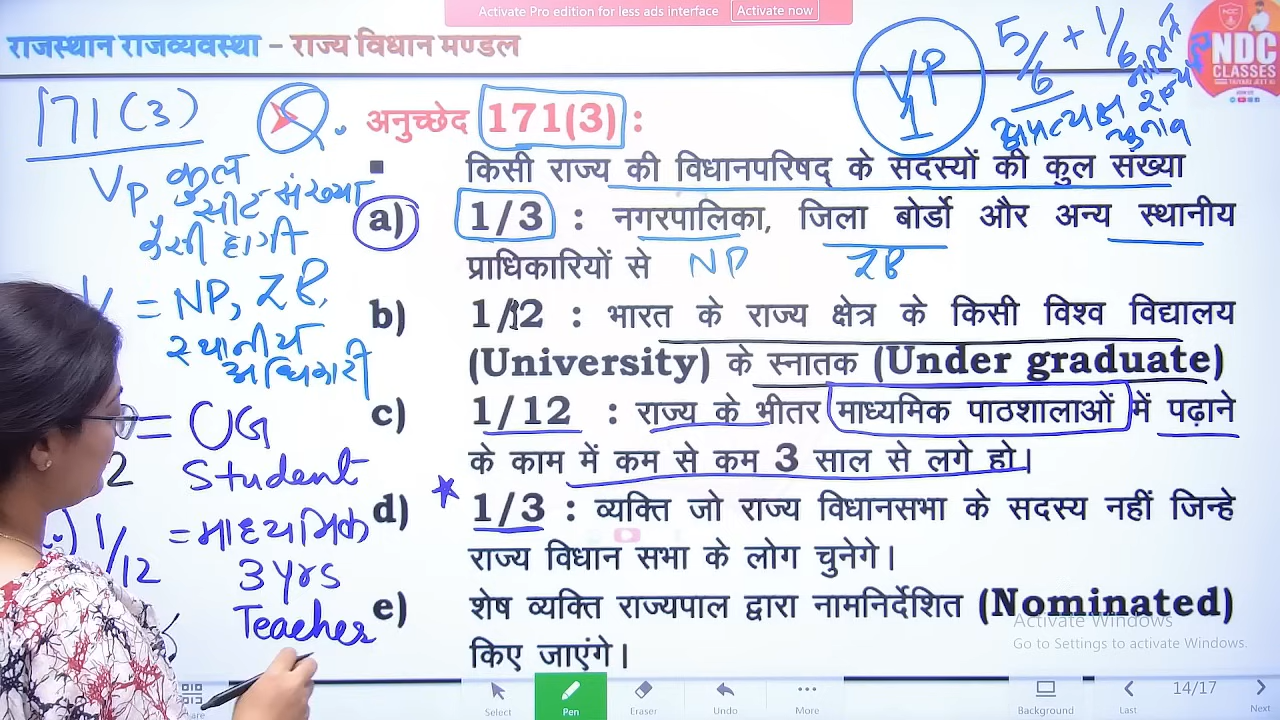 Activate Pro edition for less ads interface Activate now
राजस्थान राजव्यवस्था – राज्य विधान मण्डल
NDC
CLASSES
171(3)
VP
1
5/6 + 1/6
अप्रत्यक्ष
चुनाव
अनुच्छेद 171(3) :
किसी राज्य की विधानपरिषद् के सदस्यों की कुल संख्या
a) 1/3 : नगरपालिका, जिला बोर्डो और अन्य स्थानीय
प्राधिकारियों से NP ZB
b) 1/12 : भारत के राज्य क्षेत्र के किसी विश्व विद्यालय
(University) के स्नातक (Under graduate)
c) 1/12 : राज्य के भीतर माध्यमिक पाठशालाओं में पढ़ाने
के काम में कम से कम 3 साल से लगे हो।
d) 1/3 : व्यक्ति जो राज्य विधानसभा के सदस्य नहीं जिन्हे
राज्य विधान सभा के लोग चुनेगे।
e) शेष व्यक्ति राज्यपाल द्वारा नामनिर्देशित (Nominated)
किए जाएंगे।
VP कुल
सीट संख्या
कैसी होगी
= NP, ZB,
स्थानीय
अधिकारी
= UG
2 Student
1/12 = माध्यमिक
3 yrs
Teacher
Activate Windows
Go to Settings to activate Windows.
Select Pen Eraser Undo More Background Last 14/17 Next